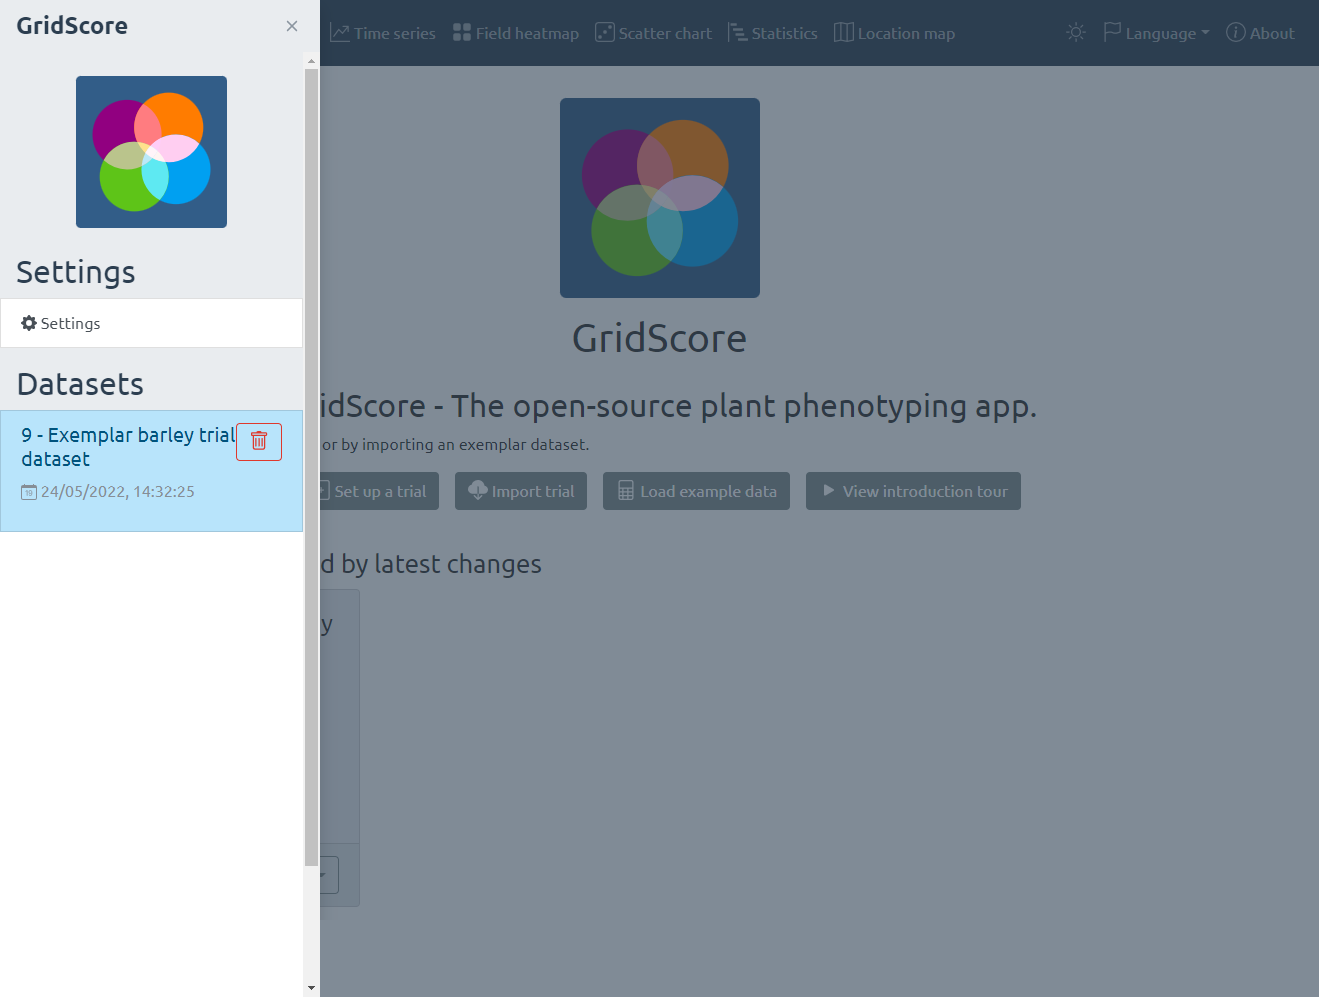 GridScore ×
Time series Field heatmap Scatter chart Statistics Location map Language About
Settings
Settings
Datasets
9 - Exemplar barley trial
dataset
19
24/05/2022, 14:32:25
GridScore
idScore - The open-source plant phenotyping app.
or by importing an exemplar dataset.
Set up a trial Import trial Load example data View introduction tour
d by latest changes
y